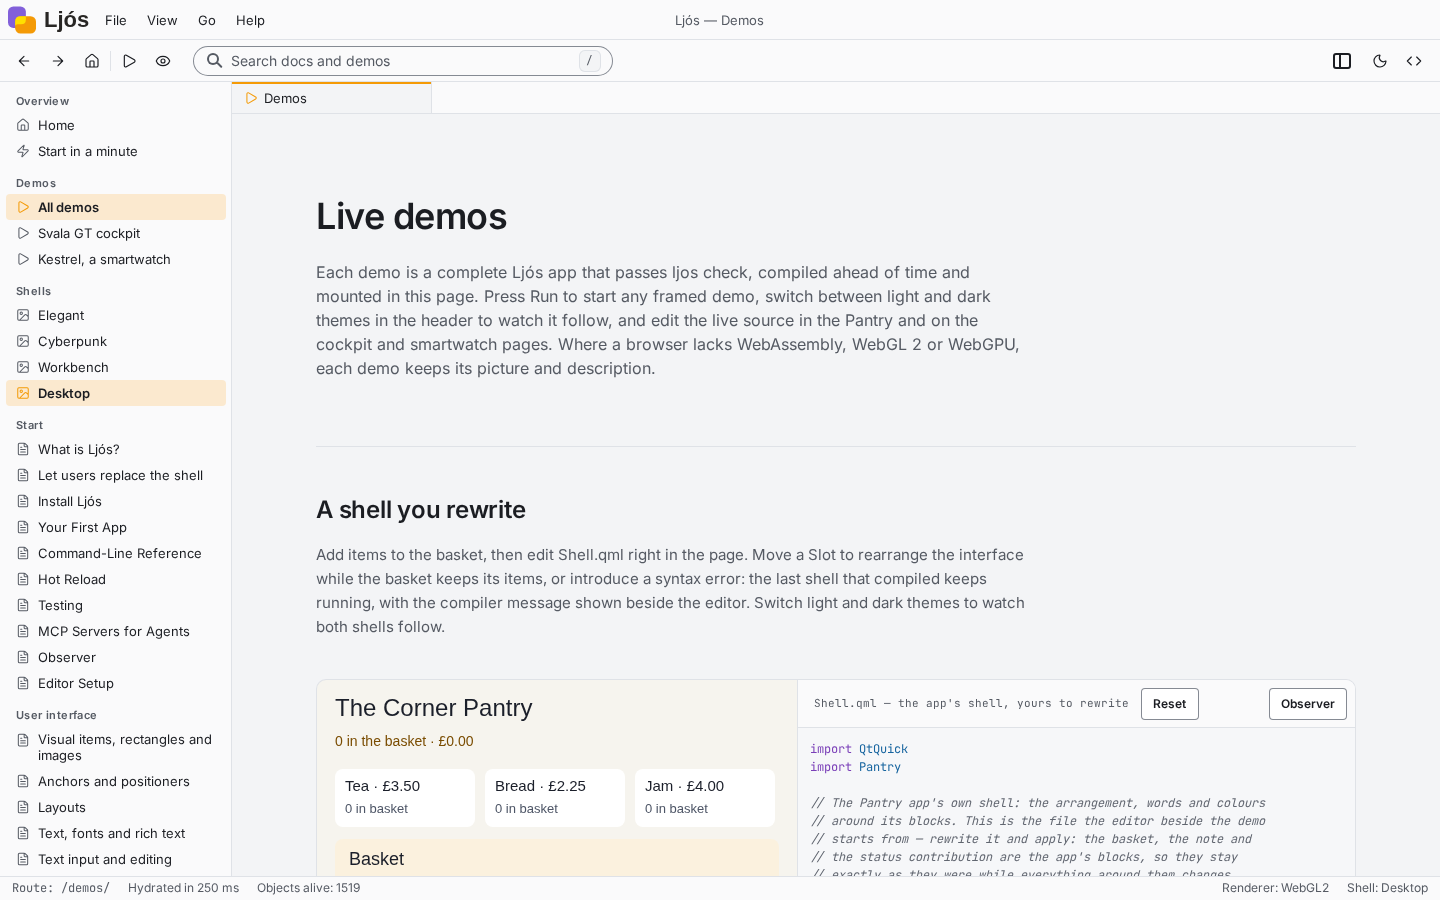 Ljós
File
View
Go
Help
Ljós — Demos
Search docs and demos
/
Overview
Home
Start in a minute
Demos
All demos
Svala GT cockpit
Kestrel, a smartwatch
Shells
Elegant
Cyberpunk
Workbench
Desktop
Start
What is Ljós?
Let users replace the shell
Install Ljós
Your First App
Command-Line Reference
Hot Reload
Testing
MCP Servers for Agents
Observer
Editor Setup
User interface
Visual items, rectangles and
images
Anchors and positioners
Layouts
Text, fonts and rich text
Text input and editing
Demos
Live demos
Each demo is a complete Ljós app that passes ljos check, compiled ahead of time and
mounted in this page. Press Run to start any framed demo, switch between light and dark
themes in the header to watch it follow, and edit the live source in the Pantry and on the
cockpit and smartwatch pages. Where a browser lacks WebAssembly, WebGL 2 or WebGPU,
each demo keeps its picture and description.
A shell you rewrite
Add items to the basket, then edit Shell.qml right in the page. Move a Slot to rearrange the interface
while the basket keeps its items, or introduce a syntax error: the last shell that compiled keeps
running, with the compiler message shown beside the editor. Switch light and dark themes to watch
both shells follow.
The Corner Pantry
0 in the basket · £0.00
Tea · £3.50
0 in basket
Bread · £2.25
0 in basket
Jam · £4.00
0 in basket
Basket
Shell.qml — the app's shell, yours to rewrite
Reset
Observer
import QtQuick
import Pantry
// The Pantry app's own shell: the arrangement, words and colours
// around its blocks. This is the file the editor beside the demo
// starts from — rewrite it and apply: the basket, the note and
// the status contribution are the app's blocks, so they stay
// exactly as they were while everything around them changes.
Route: /demos/
Hydrated in 250 ms
Objects alive: 1519
Renderer: WebGL2
Shell: Desktop